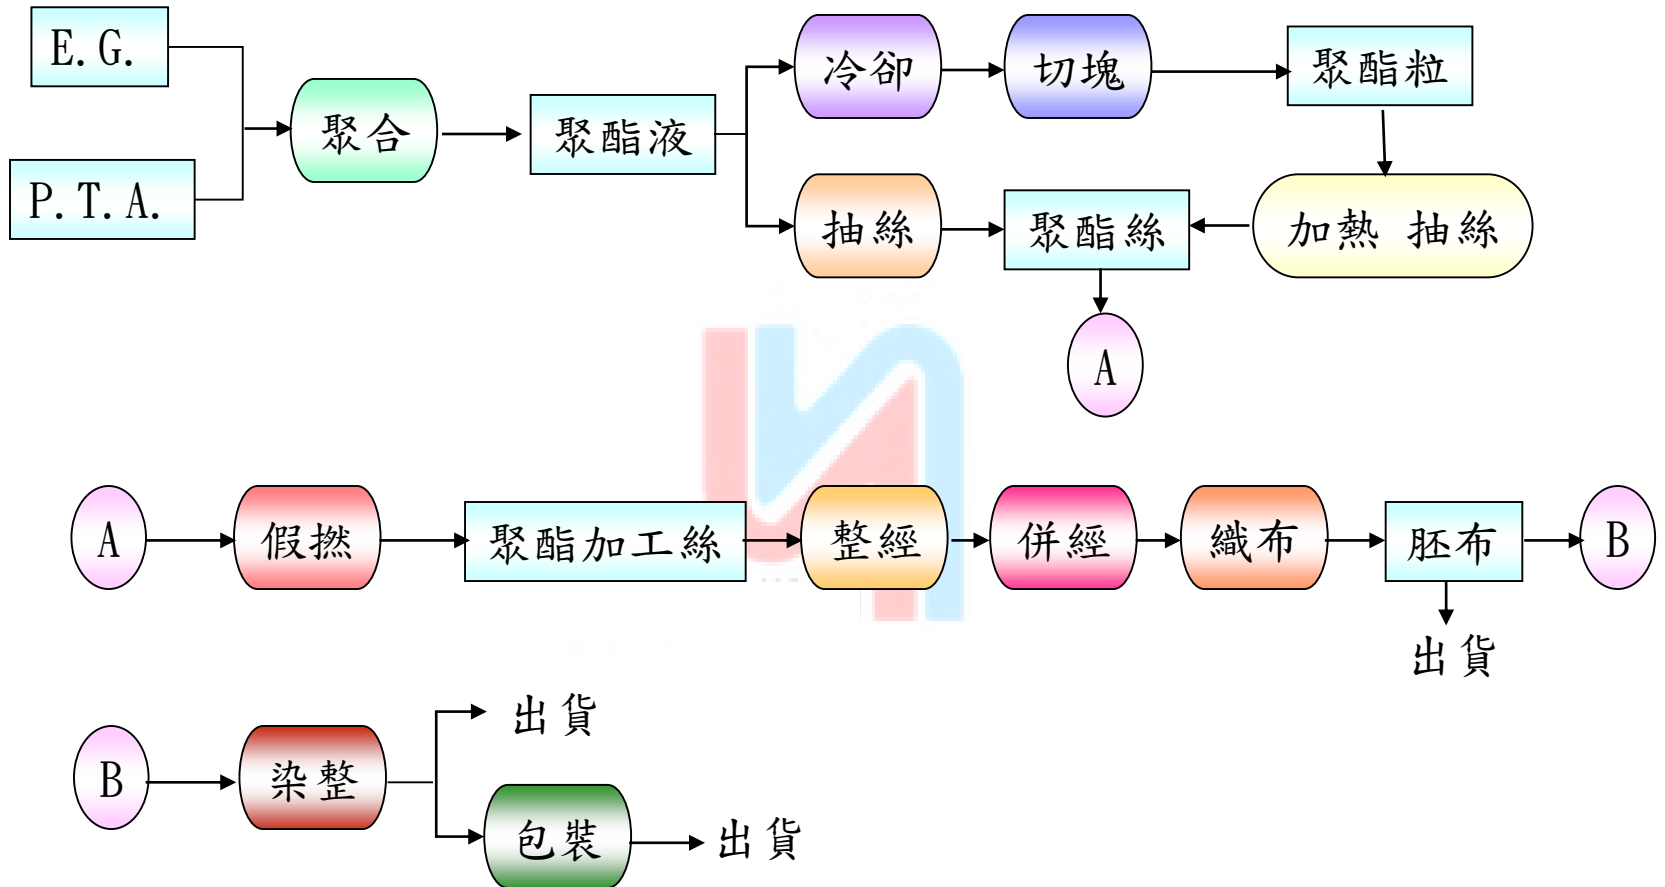 E.G.
P.T.A.
聚合
聚酯液
冷卻
切塊
聚酯粒
抽絲
聚酯絲
加熱 抽絲
A
A
假撚
聚酯加工絲
整經
併經
織布
胚布
B
出貨
B
染整
出貨
包裝
出貨